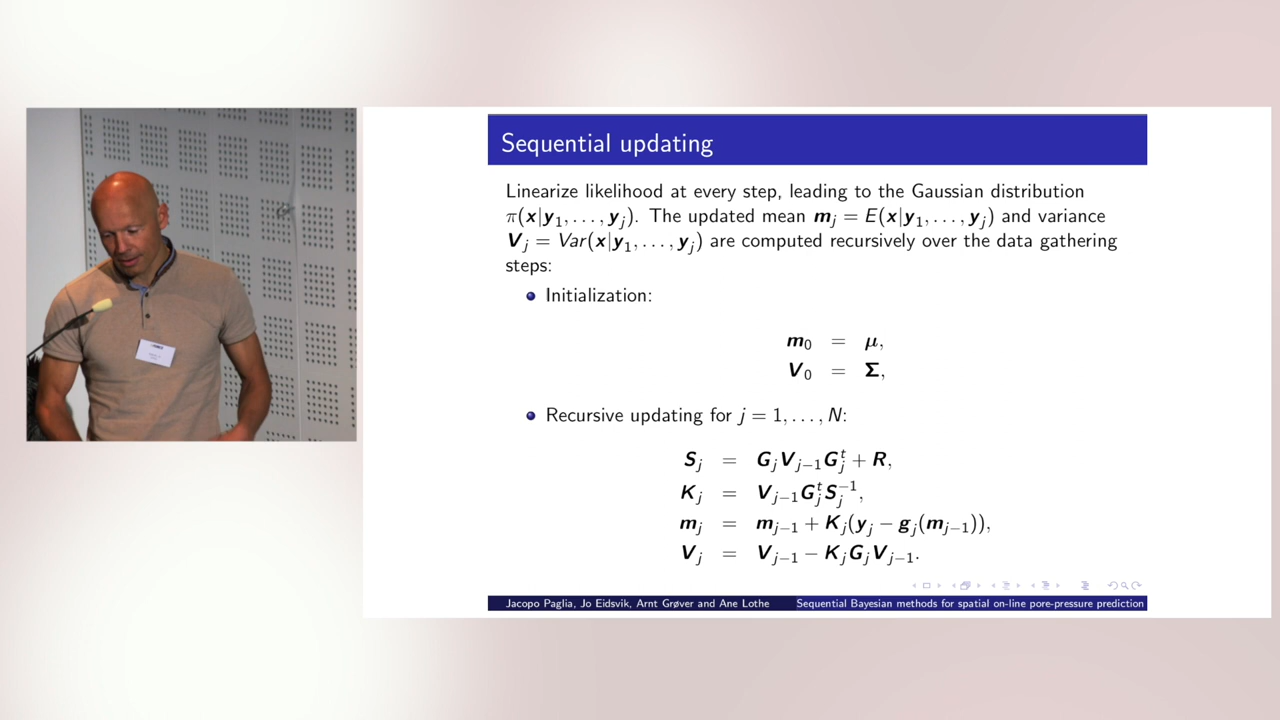 Sequential updating
Linearize likelihood at every step, leading to the Gaussian distribution
π(x|y₁, . . . , yⱼ). The updated mean mⱼ = E(x|y₁, . . . , yⱼ) and variance
Vⱼ = Var(x|y₁, . . . , yⱼ) are computed recursively over the data gathering
steps:
Initialization:
m₀ = μ,
V₀ = Σ,
Recursive updating for j = 1, . . . , N:
Sⱼ = GⱼVⱼ₋₁Gⱼᵗ + R,
Kⱼ = Vⱼ₋₁GⱼᵗSⱼ⁻¹,
mⱼ = mⱼ₋₁ + Kⱼ(yⱼ − gⱼ(mⱼ₋₁)),
Vⱼ = Vⱼ₋₁ − KⱼGⱼVⱼ₋₁.
Jacopo Paglia, Jo Eidsvik, Arnt Grøver and Ane Lothe Sequential Bayesian methods for spatial on-line pore-pressure prediction